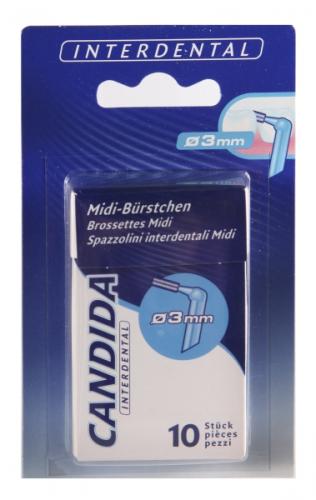 INTERDENTAL
ø3mm
Midi-Bürstchen
Brossettes Midi
Spazzolini interdentali Midi
ø3mm
CANDIDA
INTERDENTAL
10 Stück
pièces
pezzi